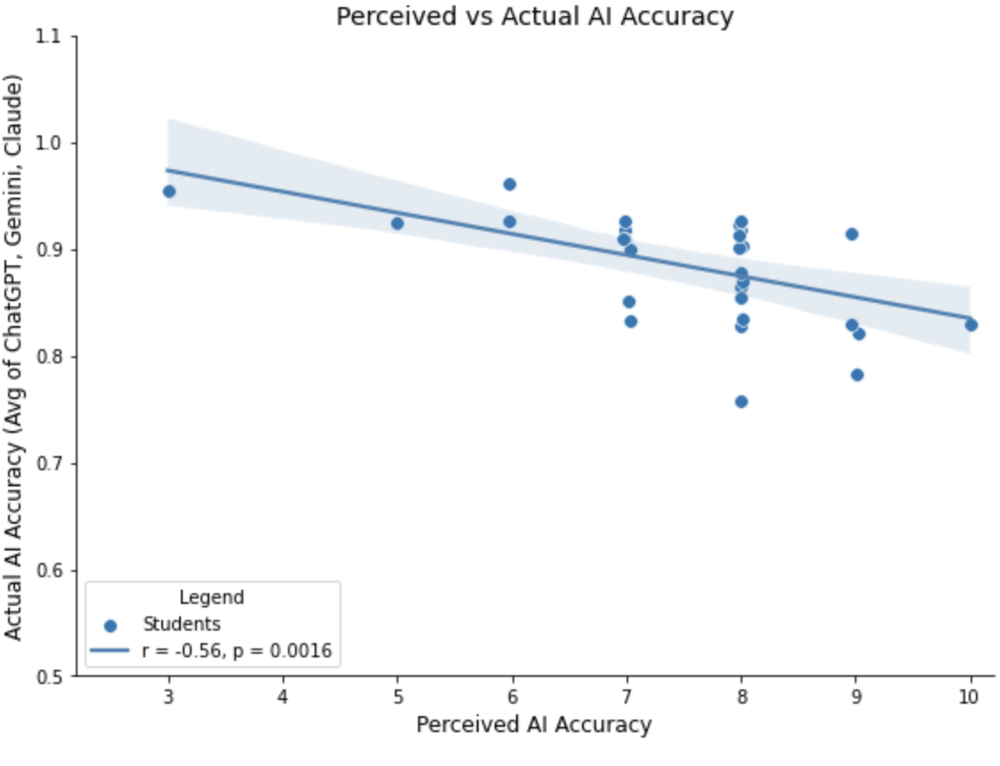 Perceived vs Actual AI Accuracy
Actual AI Accuracy (Avg of ChatGPT, Gemini, Claude)
1.1
1.0
0.9
0.8
0.7
0.6
0.5
Legend
Students
r = -0.56, p = 0.0016
3 4 5 6 7 8 9 10
Perceived AI Accuracy